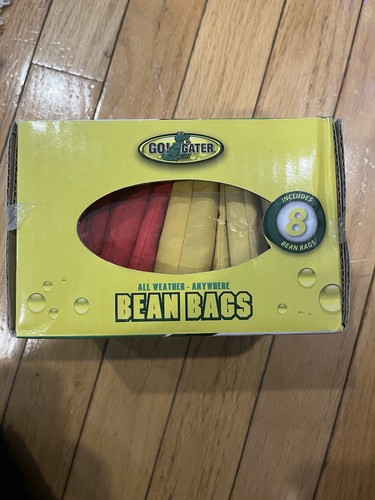 GO! GATER
INCLUDES
8
BEAN BAGS
ALL WEATHER - ANYWHERE
BEAN BAGS